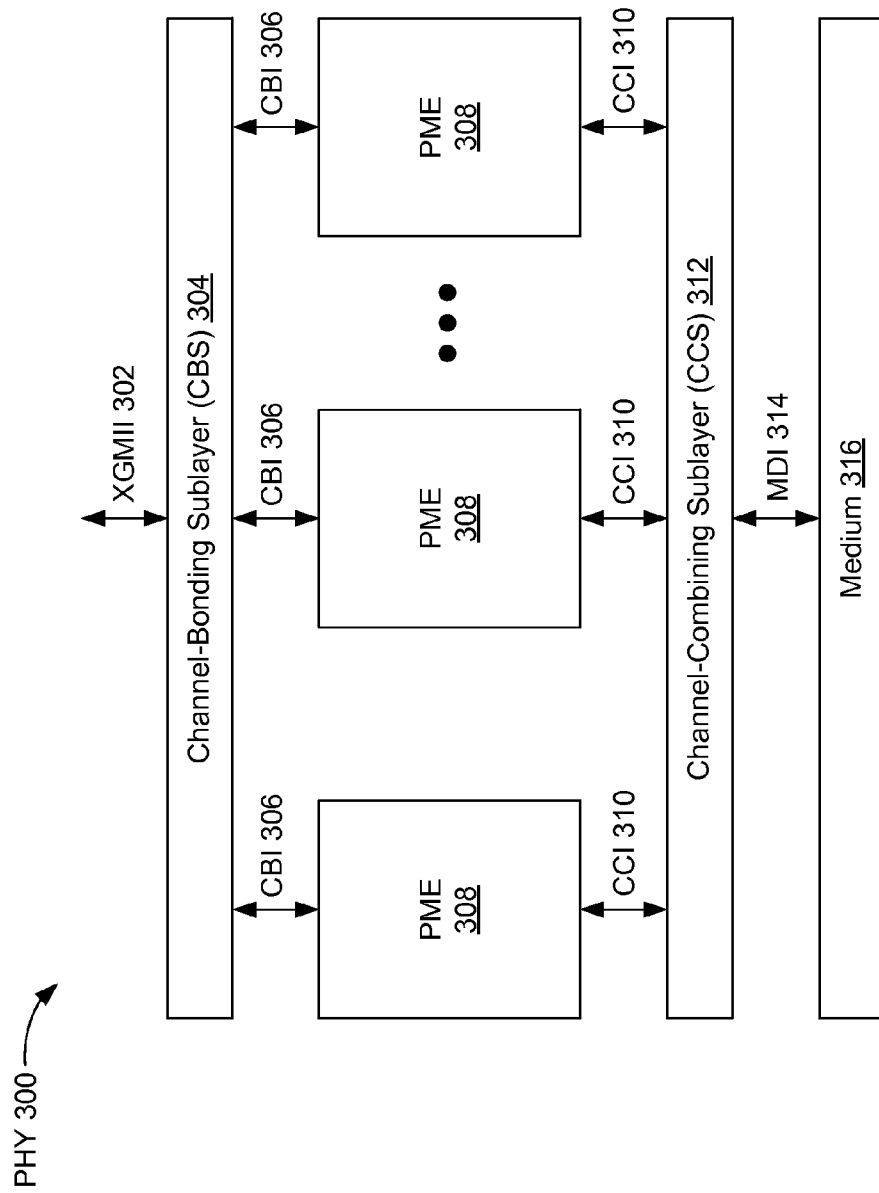 PHY 300
XGMII 302
Channel-Bonding Sublayer (CBS) 304
CBI 306
CBI 306
CBI 306
PME
308
PME
308
PME
308
CCI 310
CCI 310
CCI 310
Channel-Combining Sublayer (CCS) 312
MDI 314
Medium 316